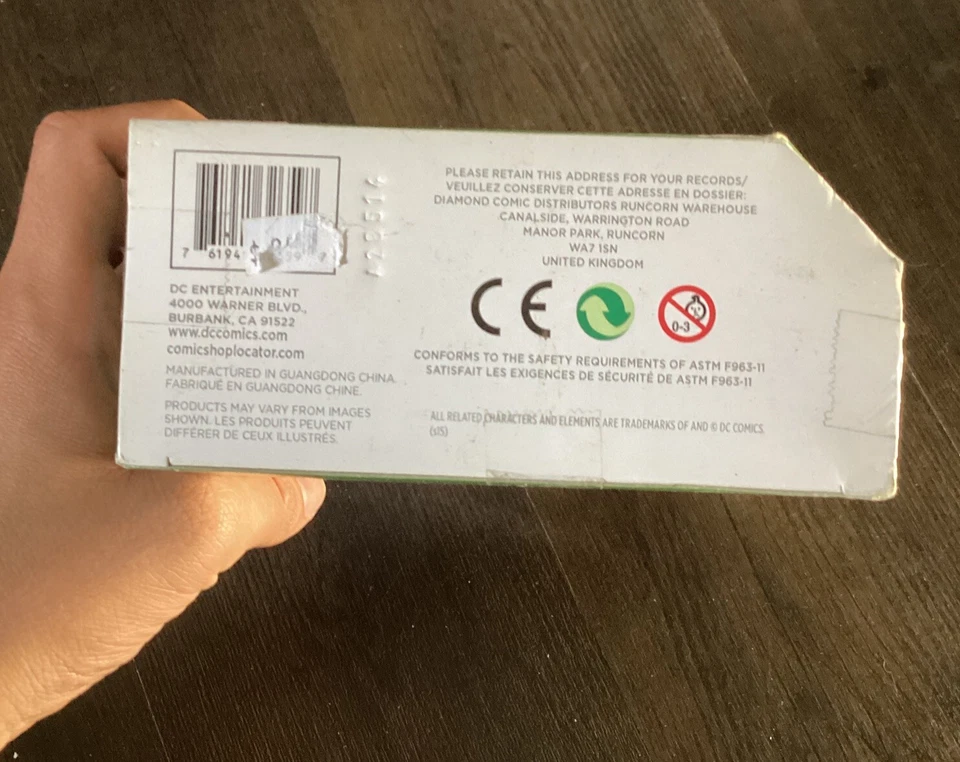 7 6194
DC ENTERTAINMENT
4000 WARNER BLVD.,
BURBANK, CA 91522
www.dccomics.com
comicshoplocator.com
MANUFACTURED IN GUANGDONG CHINA.
FABRIQUÉ EN GUANGDONG CHINE.
PRODUCTS MAY VARY FROM IMAGES
SHOWN. LES PRODUITS PEUVENT
DIFFÉRER DE CEUX ILLUSTRÉS.
PLEASE RETAIN THIS ADDRESS FOR YOUR RECORDS/
VEUILLEZ CONSERVER CETTE ADRESSE EN DOSSIER:
DIAMOND COMIC DISTRIBUTORS RUNCORN WAREHOUSE
CANALSIDE, WARRINGTON ROAD
MANOR PARK, RUNCORN
WA7 1SN
UNITED KINGDOM
CE
0-3
CONFORMS TO THE SAFETY REQUIREMENTS OF ASTM F963-11
SATISFAIT LES EXIGENCES DE SÉCURITÉ DE ASTM F963-11
ALL RELATED CHARACTERS AND ELEMENTS ARE TRADEMARKS OF AND © DC COMICS.
(s15)